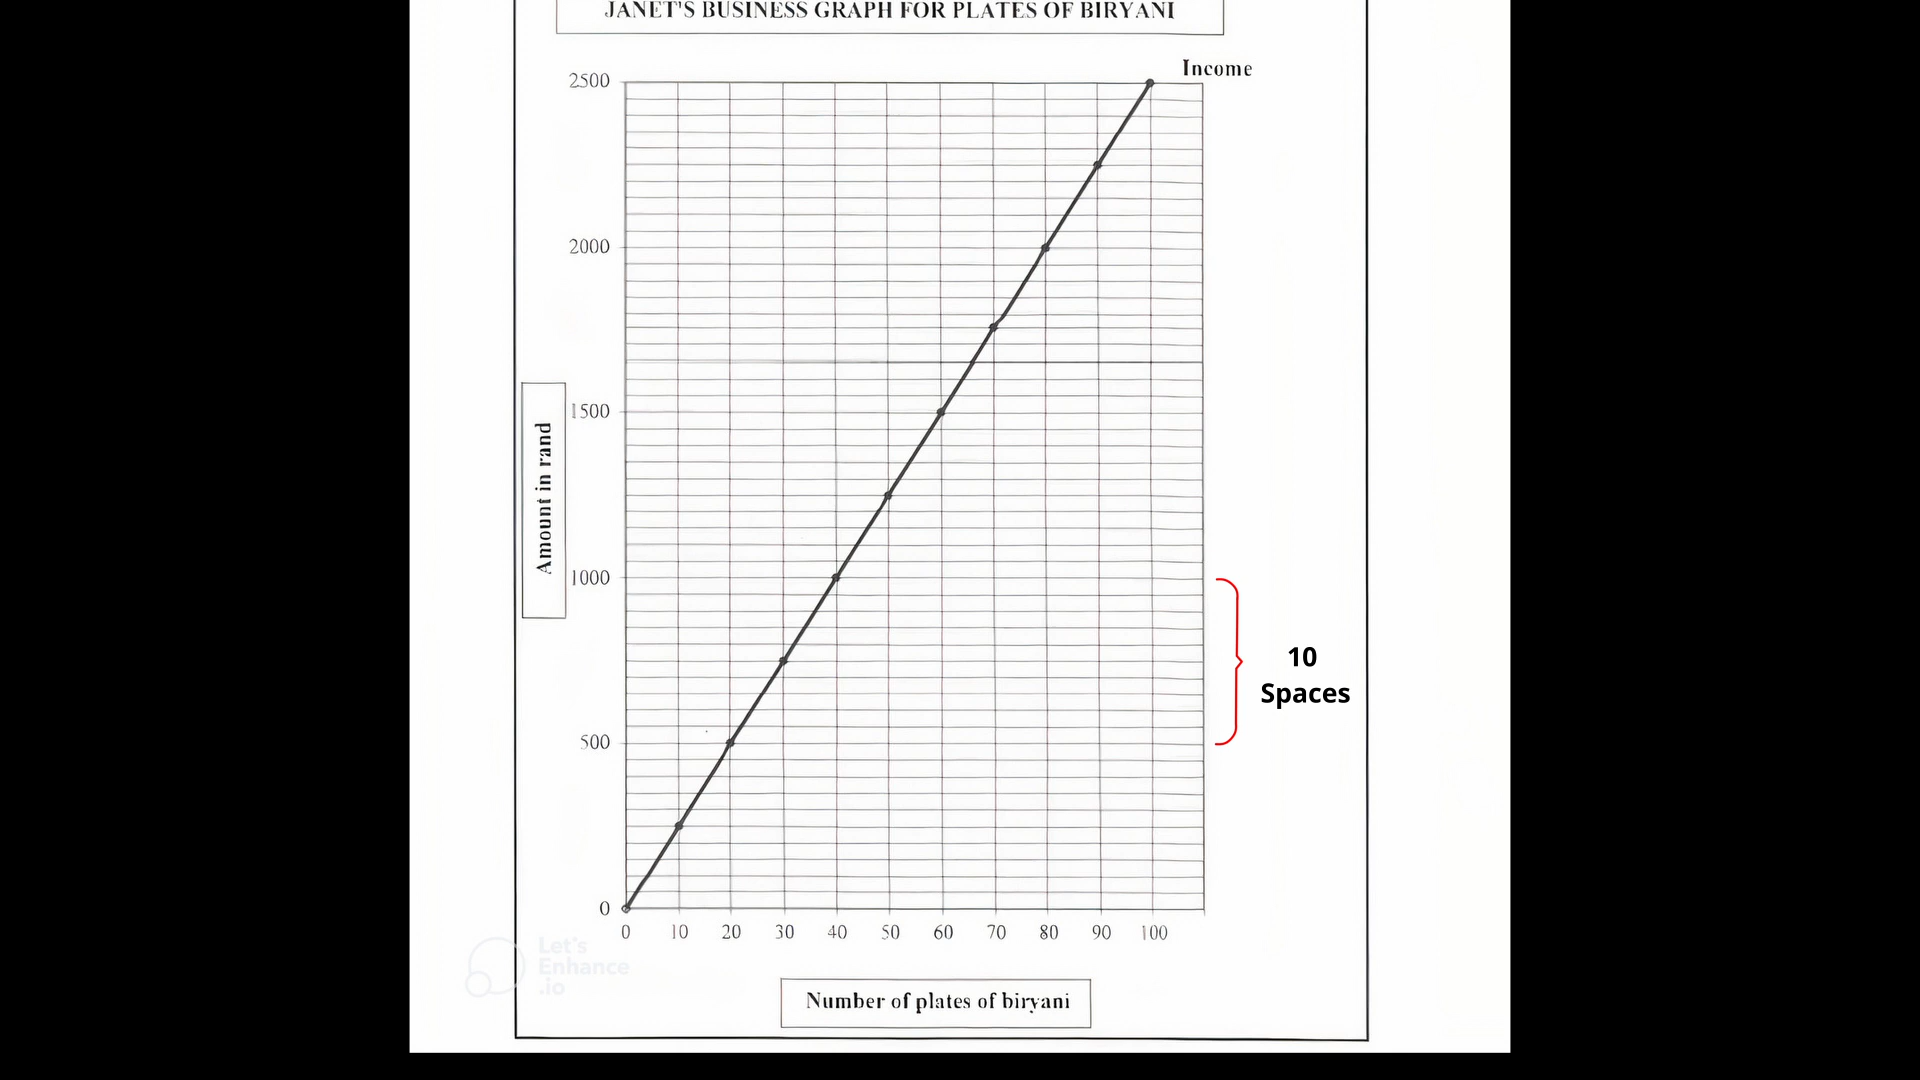 JANET'S BUSINESS GRAPH FOR PLATES OF BIRYANI
Income
2500
2000
1500
1000
500
0
Amount in rand
10
Spaces
0 10 20 30 40 50 60 70 80 90 100
Number of plates of biryani
Let's
Enhance
.io